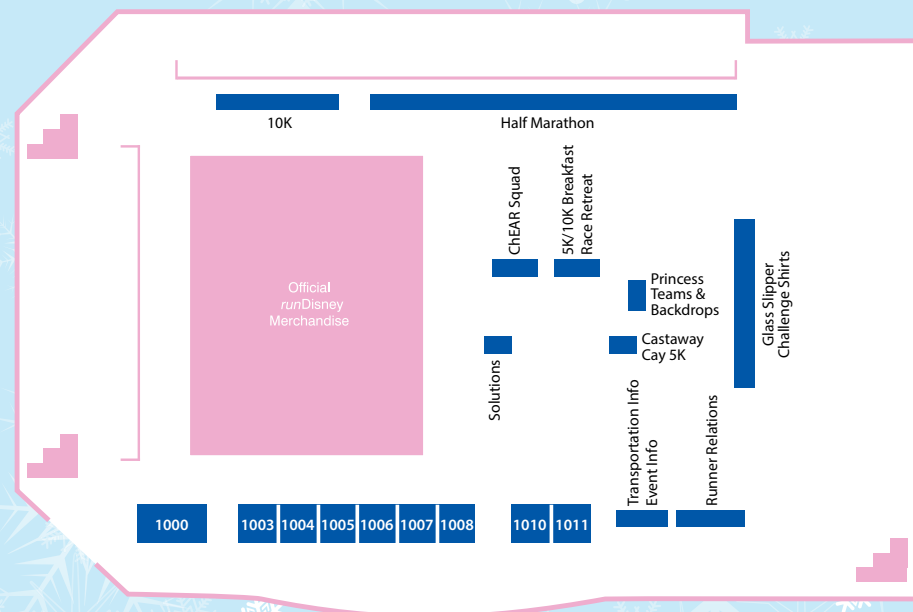 10K
Half Marathon
ChEAR Squad
5K/10K Breakfast
Race Retreat
Official
runDisney
Merchandise
Princess
Teams &
Backdrops
Glass Slipper
Challenge Shirts
Castaway
Cay 5K
Solutions
Transportation Info
Event Info
Runner Relations
1000
1003
1004
1005
1006
1007
1008
1010
1011